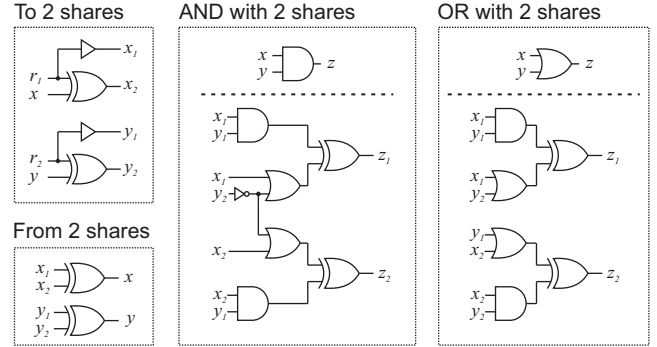 To 2 shares
r1
x
x1
x2
r2
y
y1
y2
From 2 shares
x1
x2
x
y1
y2
y
AND with 2 shares
x
y
z
x1
y1
x1
y2
z1
x2
x2
y1
z2
OR with 2 shares
x
y
z
x1
y1
x1
y2
z1
y1
x2
x2
y2
z2